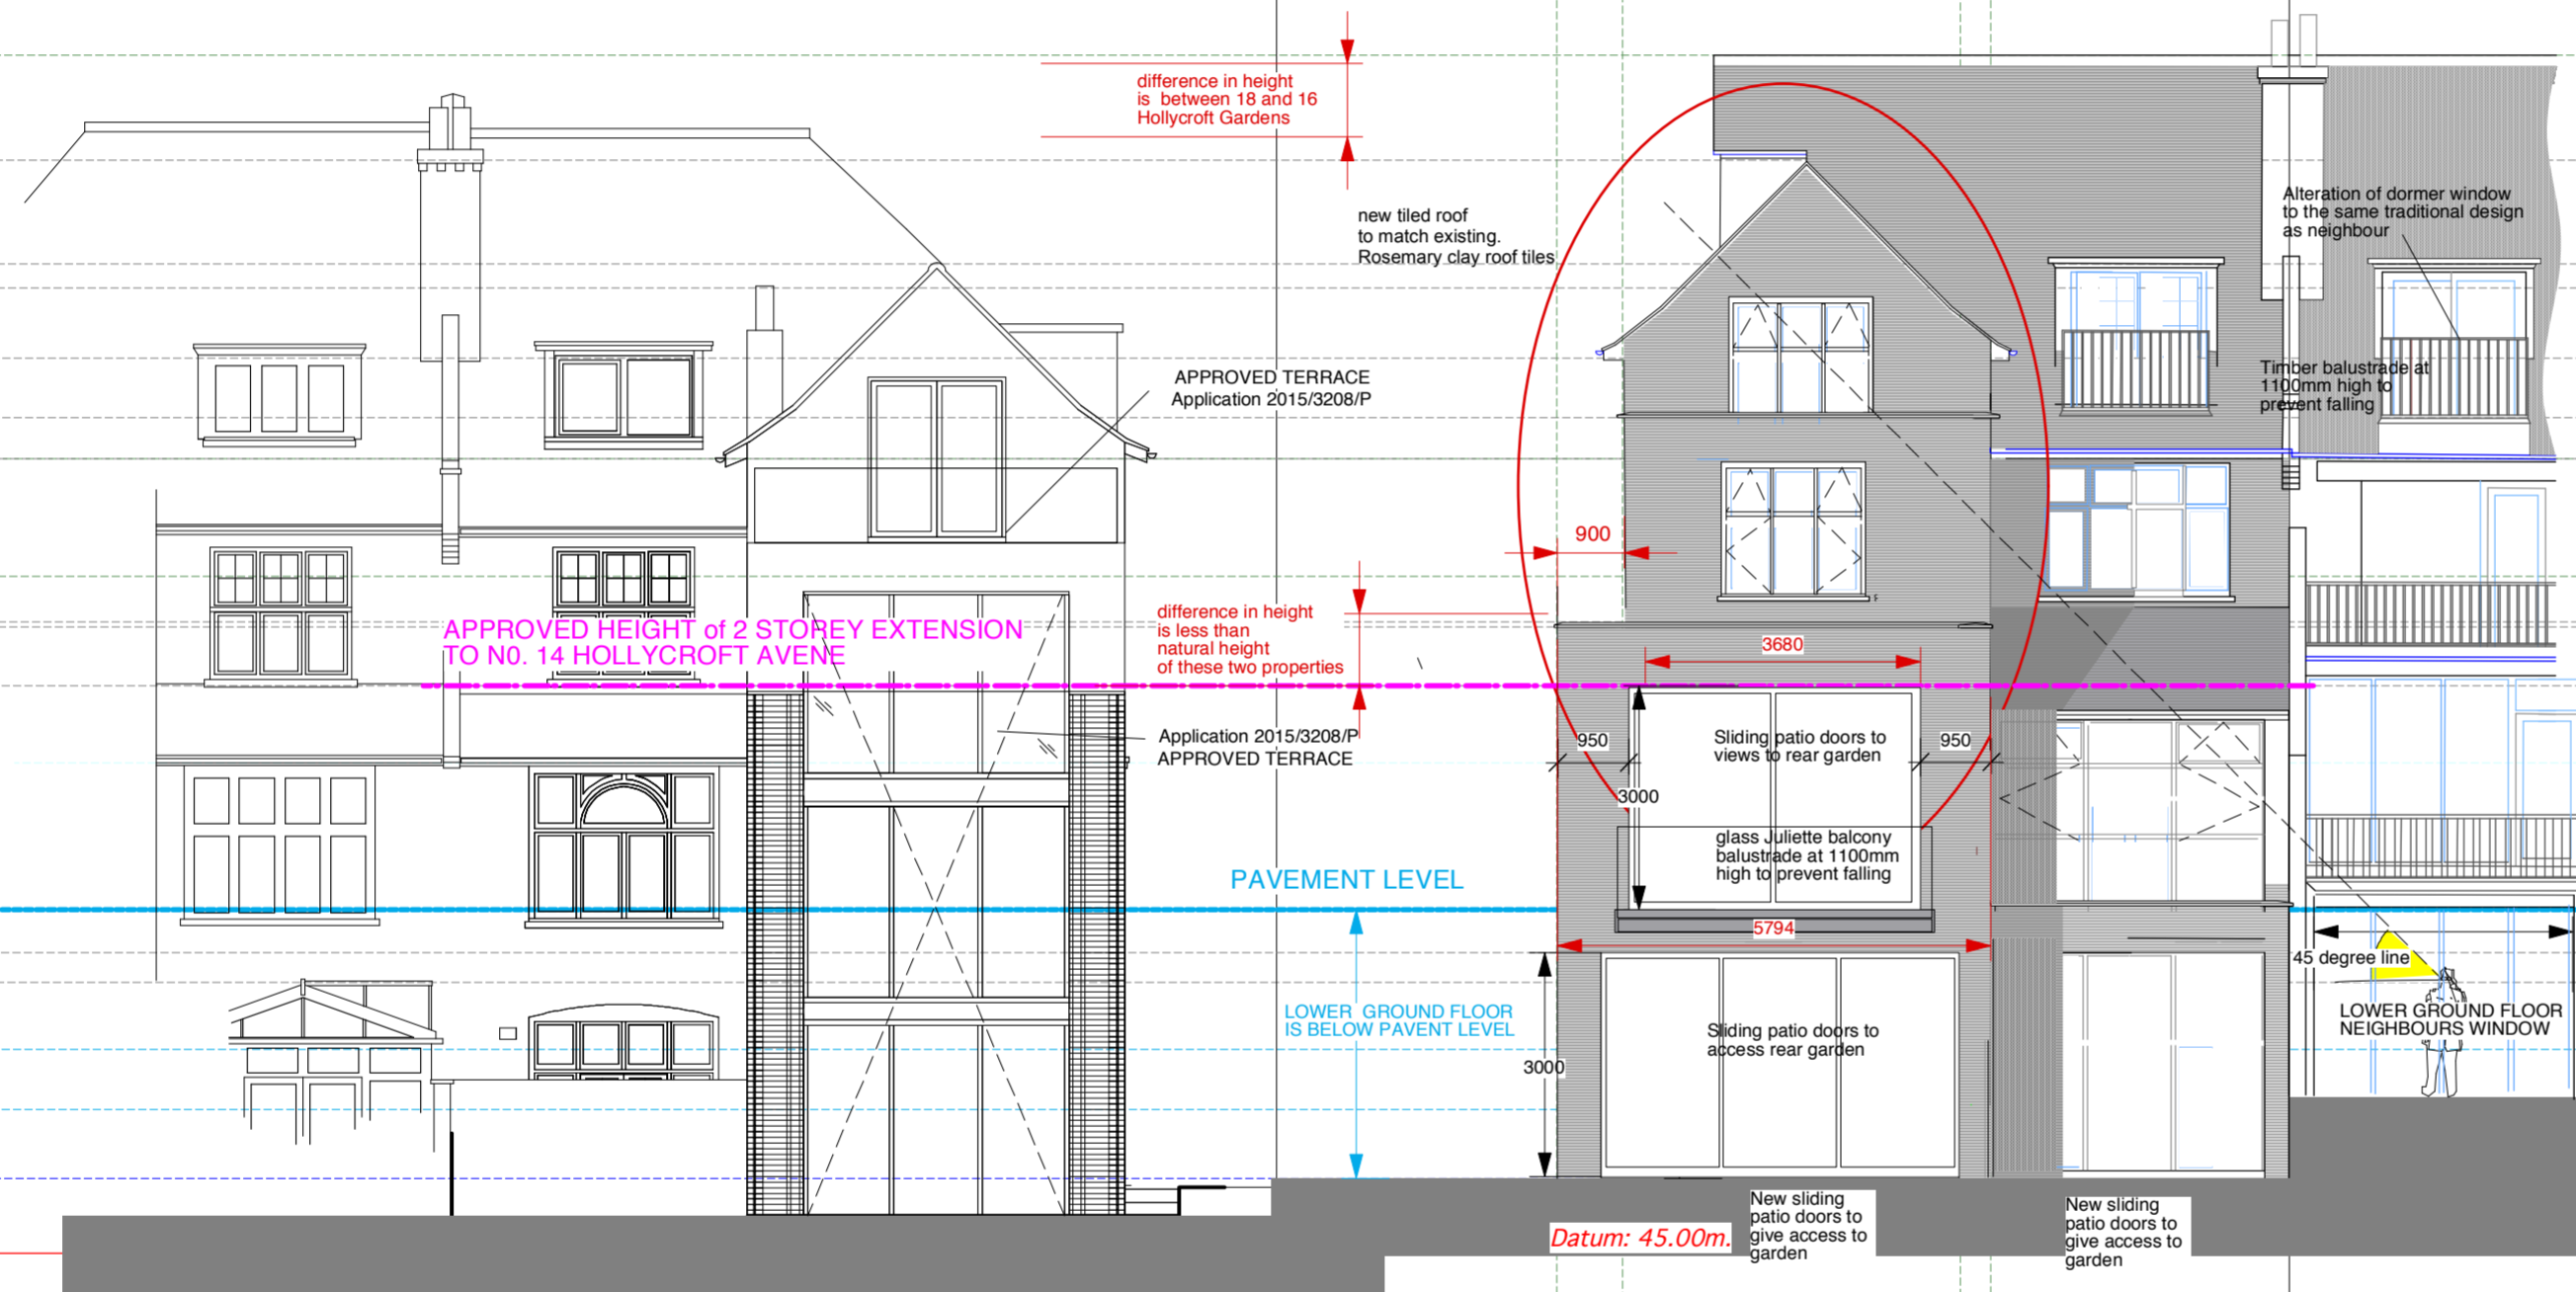 difference in height
is between 18 and 16
Hollycroft Gardens
new tiled roof
to match existing.
Rosemary clay roof tiles
Alteration of dormer window
to the same traditional design
as neighbour
Timber balustrade at
1100mm high to
prevent falling
APPROVED TERRACE
Application 2015/3208/P
900
difference in height
is less than
natural height
of these two properties
APPROVED HEIGHT of 2 STOREY EXTENSION
TO N0. 14 HOLLYCROFT AVENE
3680
Application 2015/3208/P
APPROVED TERRACE
950
Sliding patio doors to
views to rear garden
950
3000
glass Juliette balcony
balustrade at 1100mm
high to prevent falling
PAVEMENT LEVEL
5794
45 degree line
LOWER GROUND FLOOR
IS BELOW PAVENT LEVEL
LOWER GROUND FLOOR
NEIGHBOURS WINDOW
Sliding patio doors to
access rear garden
3000
Datum: 45.00m.
New sliding
patio doors to
give access to
garden
New sliding
patio doors to
give access to
garden